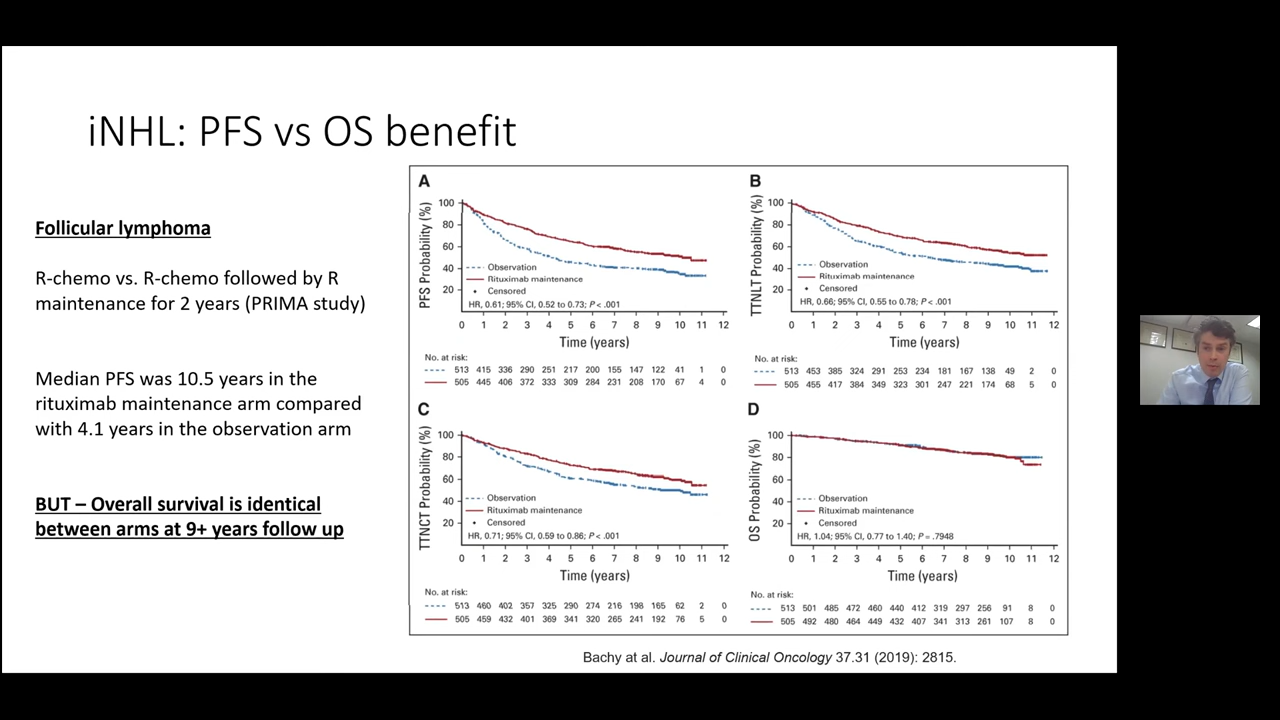 iNHL: PFS vs OS benefit
Follicular lymphoma
R-chemo vs. R-chemo followed by R
maintenance for 2 years (PRIMA study)
Median PFS was 10.5 years in the
rituximab maintenance arm compared
with 4.1 years in the observation arm
BUT – Overall survival is identical
between arms at 9+ years follow up
A
PFS Probability (%)
100
80
60
40
20
Observation
Rituximab maintenance
Censored
HR, 0.61; 95% CI, 0.52 to 0.73; P < .001
0 1 2 3 4 5 6 7 8 9 10 11 12
Time (years)
No. at risk:
513 415 336 290 251 217 200 155 147 122 41 1 0
505 445 406 372 333 309 284 231 208 170 67 4 0
B
TTNLT Probability (%)
100
80
60
40
20
Observation
Rituximab maintenance
Censored
HR, 0.66; 95% CI, 0.55 to 0.78; P < .001
0 1 2 3 4 5 6 7 8 9 10 11 12
Time (years)
No. at risk:
513 453 385 324 291 253 234 181 167 138 49 2 0
505 455 417 384 349 323 301 247 221 174 68 5 0
C
TTNCT Probability (%)
100
80
60
40
20
Observation
Rituximab maintenance
Censored
HR, 0.71; 95% CI, 0.59 to 0.86; P < .001
0 1 2 3 4 5 6 7 8 9 10 11 12
Time (years)
No. at risk:
513 460 402 357 325 290 274 216 198 165 62 2 0
505 459 432 401 369 341 320 265 241 192 76 5 0
D
OS Probability (%)
100
80
60
40
20
Observation
Rituximab maintenance
Censored
HR, 1.04; 95% CI, 0.77 to 1.40; P = .7948
0 1 2 3 4 5 6 7 8 9 10 11 12
Time (years)
No. at risk:
513 501 485 472 460 440 412 319 297 256 91 8 0
505 492 480 464 449 432 407 341 313 261 107 8 0
Bachy at al. Journal of Clinical Oncology 37.31 (2019): 2815.